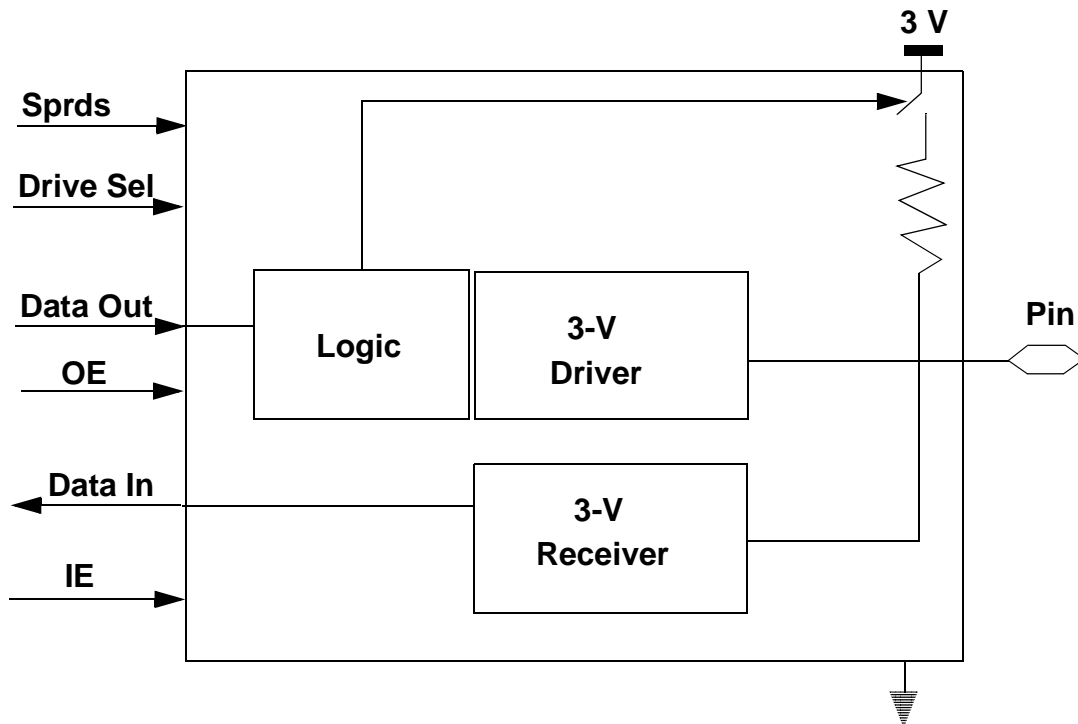 3 V
Sprds
Drive Sel
Data Out
OE
Data In
IE
Logic
3-V
Driver
3-V
Receiver
Pin